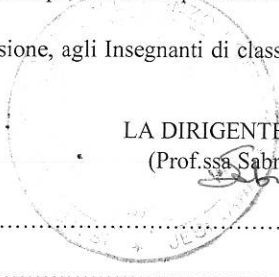 sione, agli Insegnanti di class
LA DIRIGENTE
(Prof.ssa Sabr